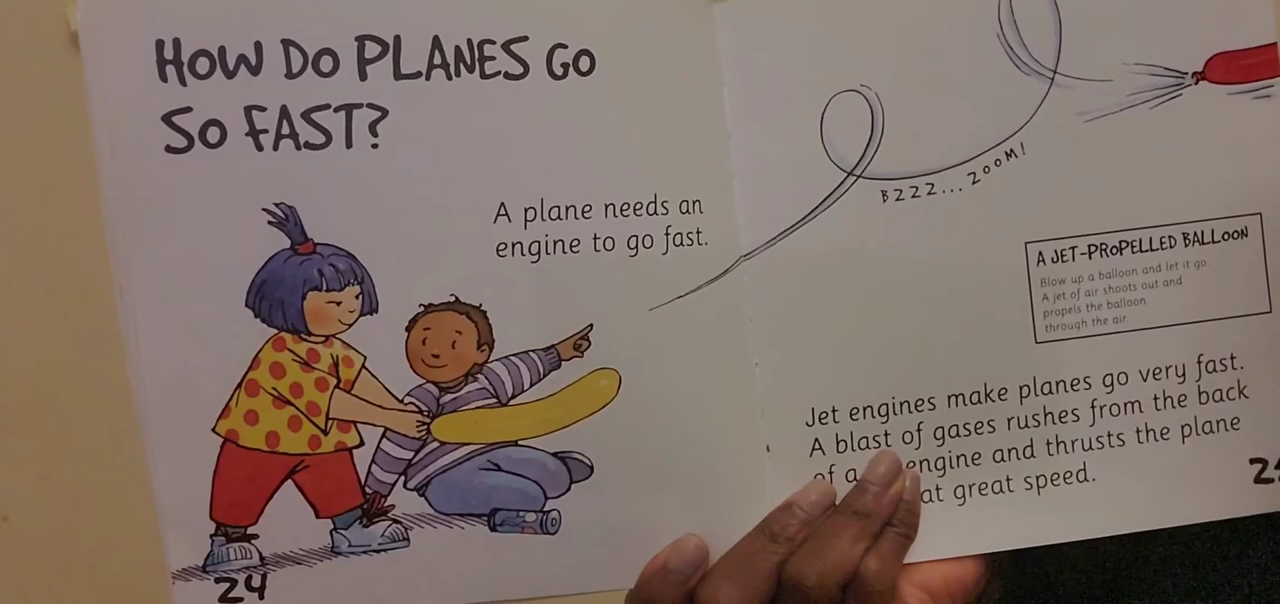 HOW DO PLANES GO
SO FAST?
A plane needs an
engine to go fast.
24
BZZZ... ZOOM!
A JET-PROPELLED BALLOON
Blow up a balloon and let it go.
A jet of air shoots out and
propels the balloon
through the air.
Jet engines make planes go very fast.
A blast of gases rushes from the back
of a engine and thrusts the plane
at great speed.